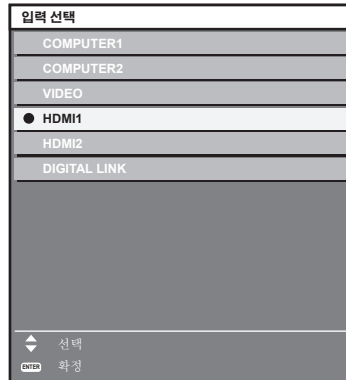 입력 선택
COMPUTER1
COMPUTER2
VIDEO
HDMI1
HDMI2
DIGITAL LINK
선택
ENTER 확정